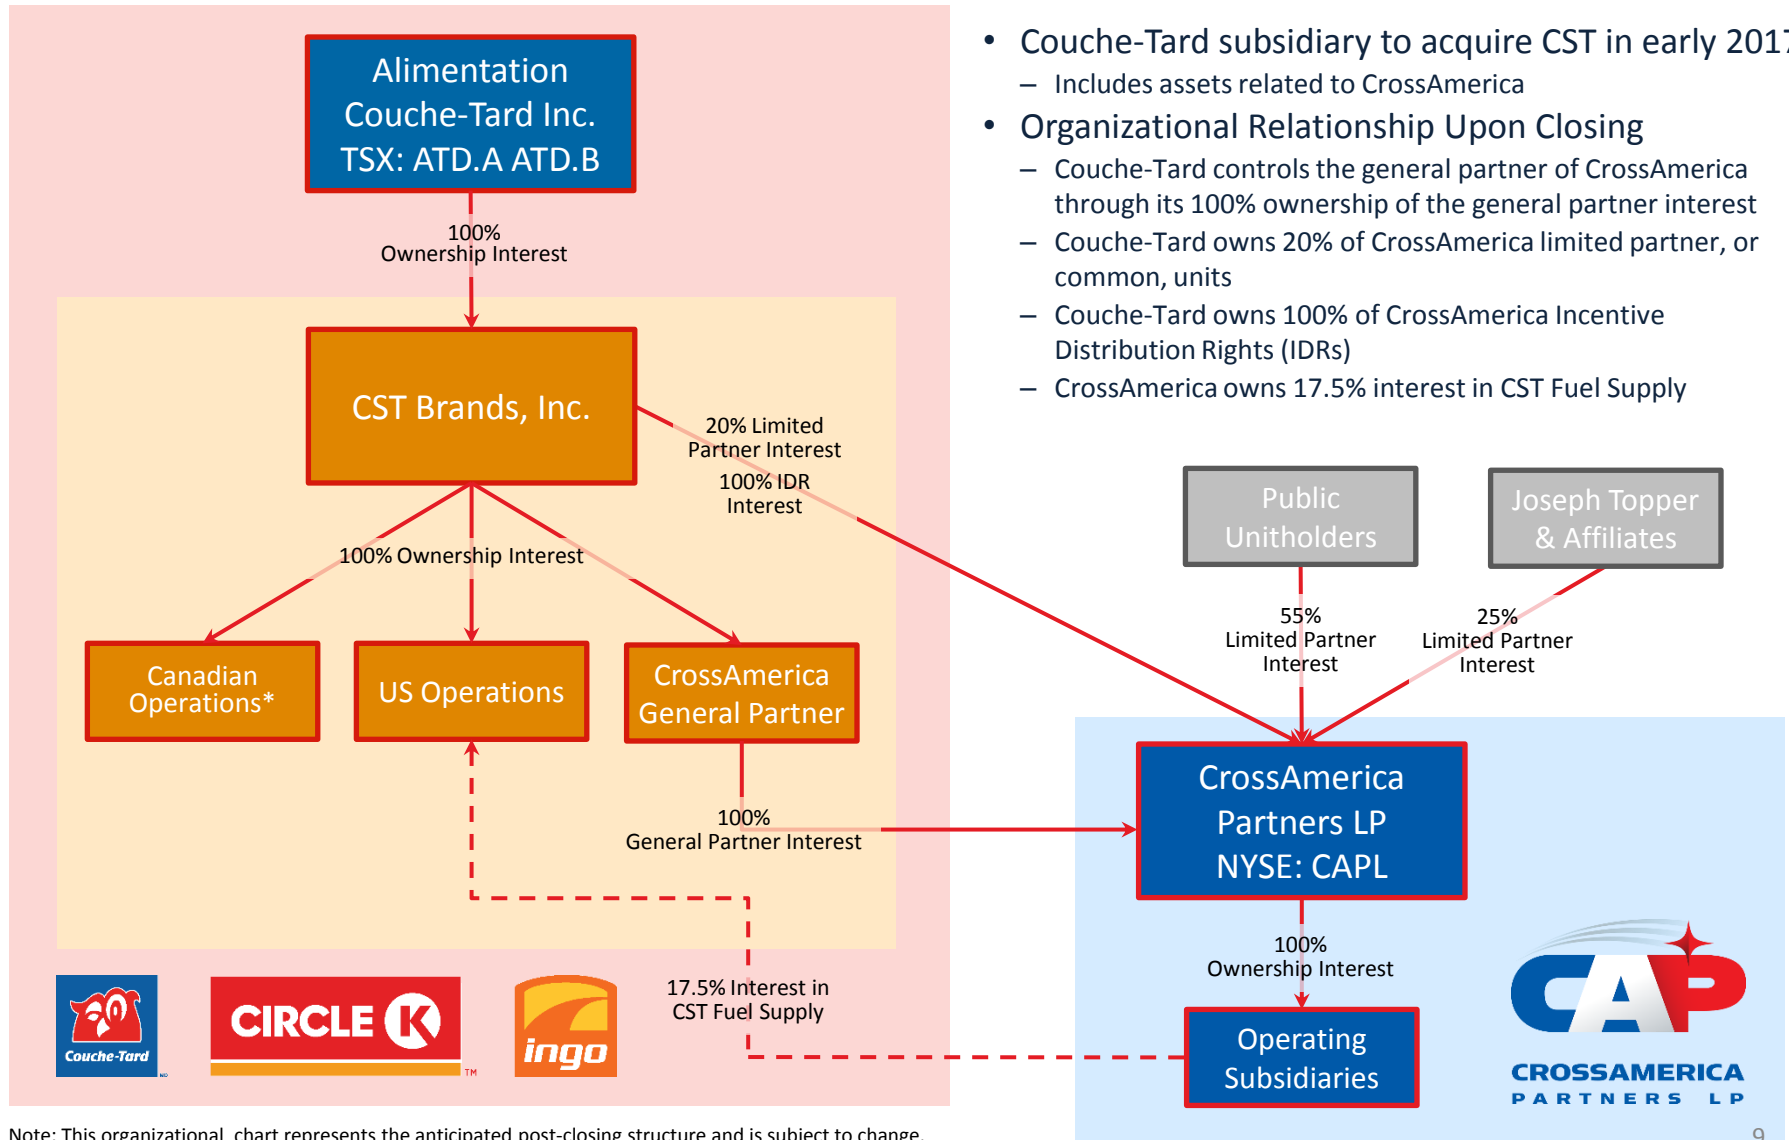 Alimentation
Couche-Tard Inc.
TSX: ATD.A ATD.B
100%
Ownership Interest
CST Brands, Inc.
20% Limited
Partner Interest
100% IDR
Interest
100% Ownership Interest
Canadian
Operations*
US Operations
CrossAmerica
General Partner
100%
General Partner Interest
17.5% Interest in
CST Fuel Supply
Couche-Tard
MD
CIRCLE K
TM
ingo
• Couche-Tard subsidiary to acquire CST in early 2017
– Includes assets related to CrossAmerica
• Organizational Relationship Upon Closing
– Couche-Tard controls the general partner of CrossAmerica
through its 100% ownership of the general partner interest
– Couche-Tard owns 20% of CrossAmerica limited partner, or
common, units
– Couche-Tard owns 100% of CrossAmerica Incentive
Distribution Rights (IDRs)
– CrossAmerica owns 17.5% interest in CST Fuel Supply
Public
Unitholders
Joseph Topper
& Affiliates
55%
Limited Partner
Interest
25%
Limited Partner
Interest
CrossAmerica
Partners LP
NYSE: CAPL
100%
Ownership Interest
Operating
Subsidiaries
CAP
CROSSAMERICA
PARTNERS LP
Note: This organizational chart represents the anticipated post-closing structure and is subject to change.
9